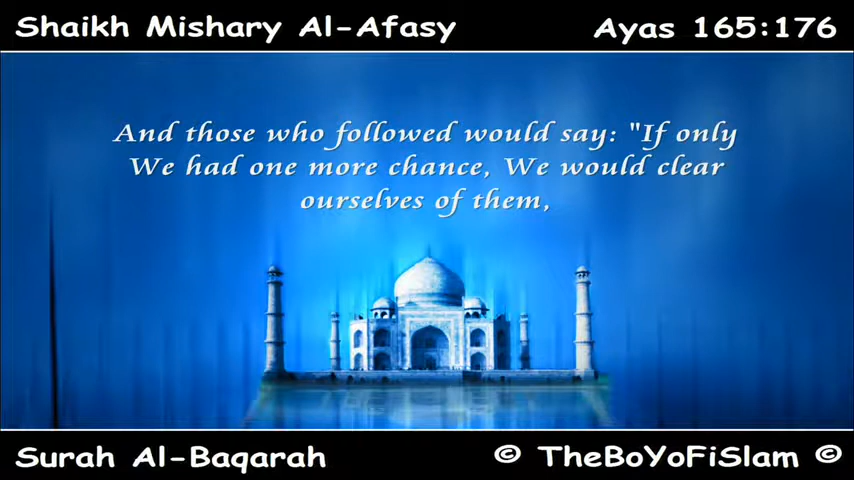 Shaikh Mishary Al-Afasy
Ayas 165:176
And those who followed would say: "If only
We had one more chance, We would clear
ourselves of them,
Surah Al-Baqarah
© TheBoYoFiSlam ©